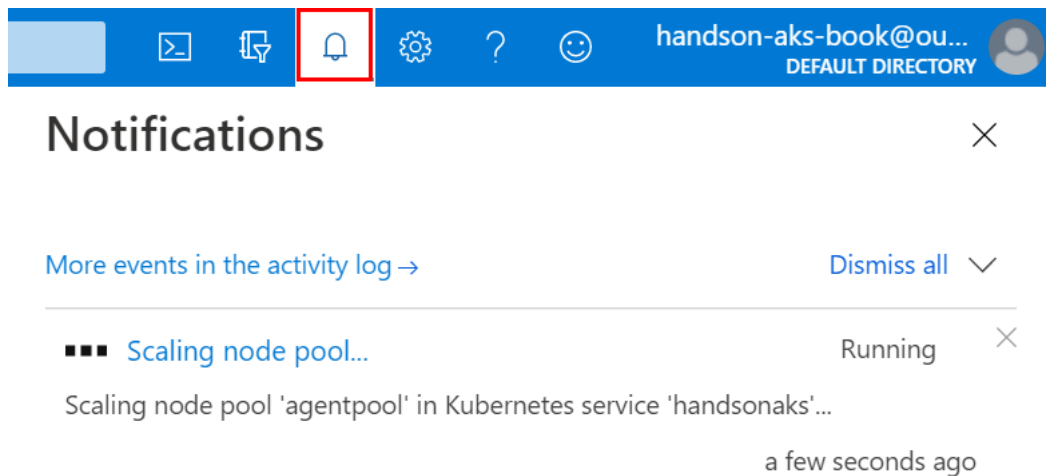 handson-aks-book@ou...
DEFAULT DIRECTORY
Notifications
More events in the activity log →
Dismiss all
Scaling node pool...
Running
Scaling node pool 'agentpool' in Kubernetes service 'handsonaks'...
a few seconds ago